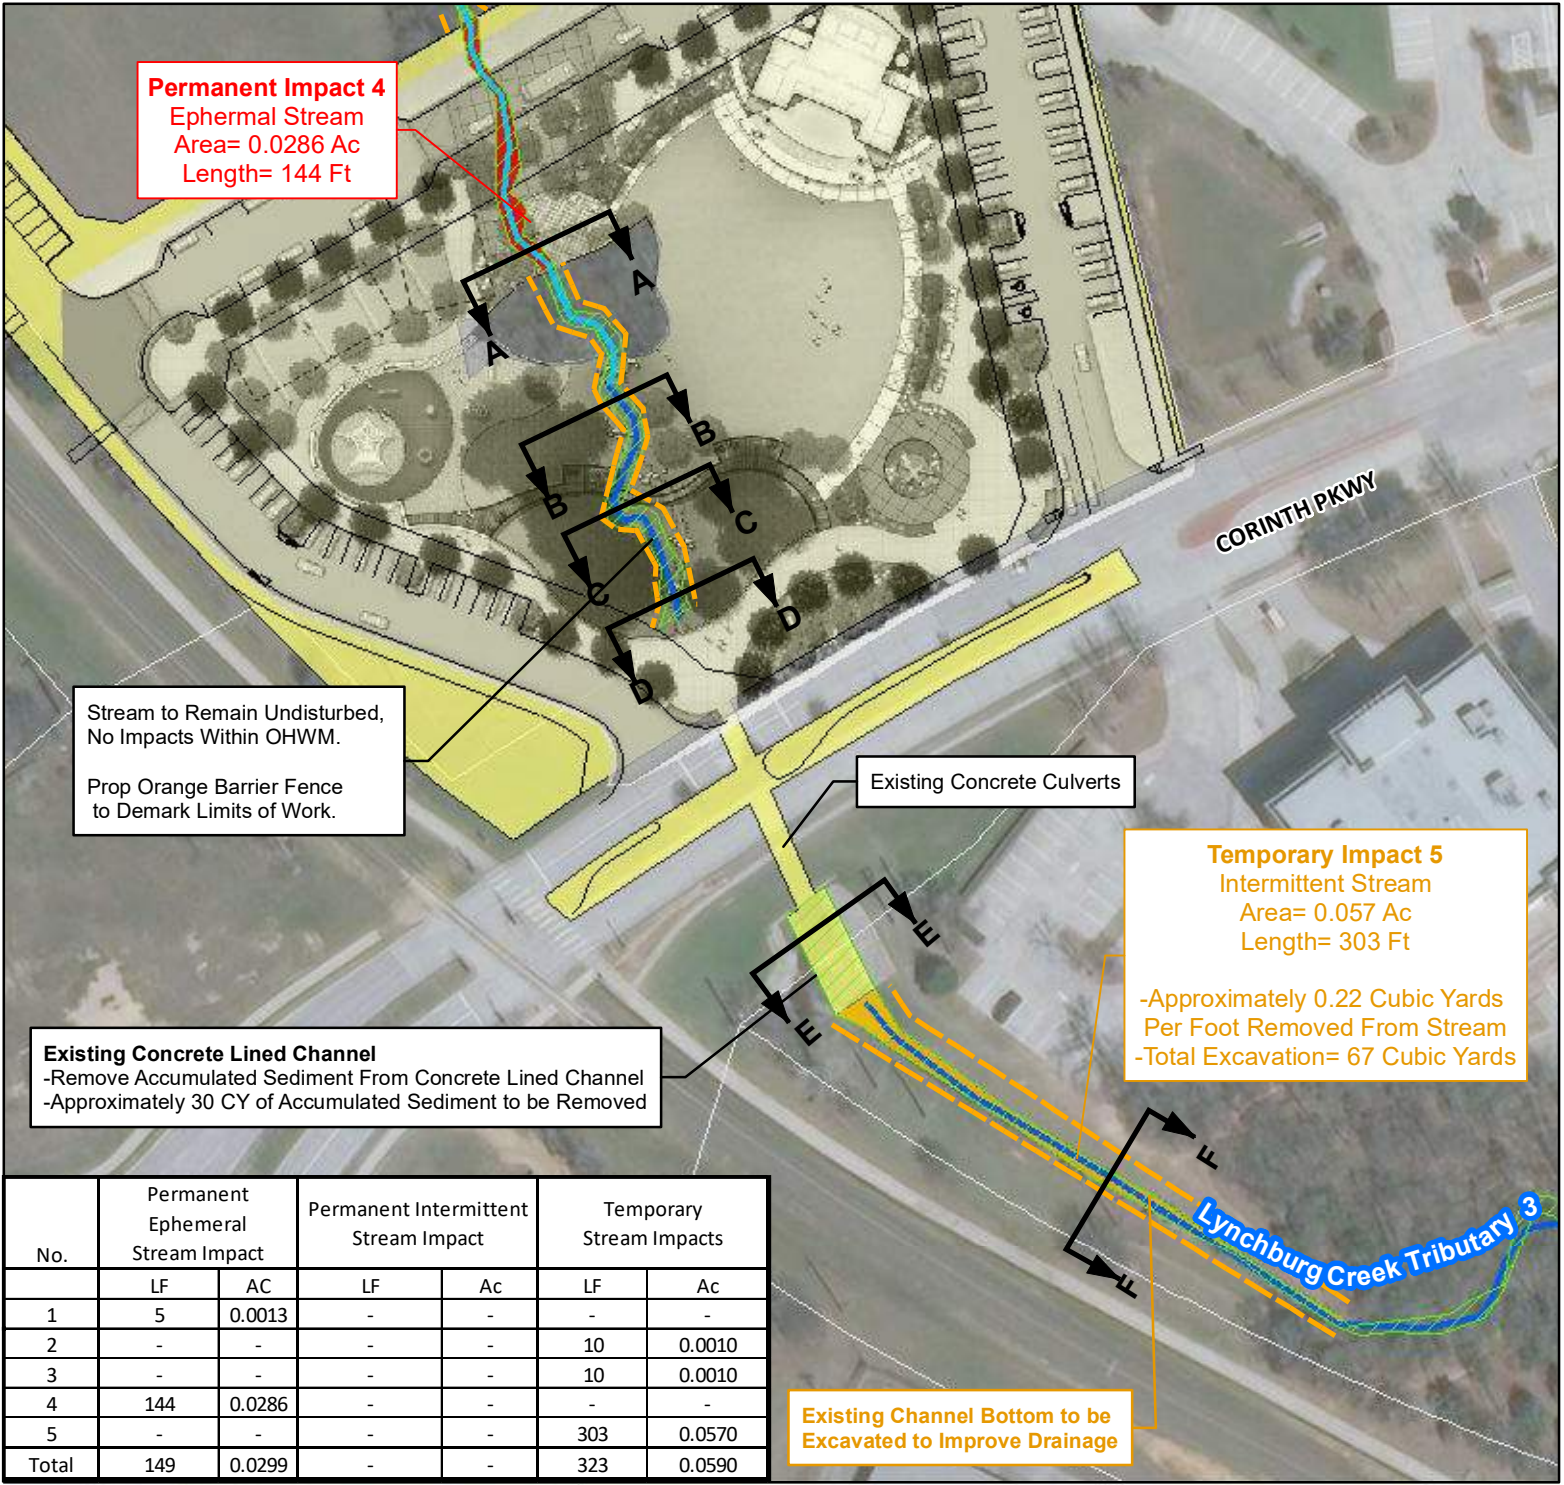 Permanent Impact 4
Ephermal Stream
Area= 0.0286 Ac
Length= 144 Ft
A
A
B
B
C
C
D
D
CORINTH PKWY
Stream to Remain Undisturbed,
No Impacts Within OHWM.
Prop Orange Barrier Fence
to Demark Limits of Work.
Existing Concrete Culverts
Temporary Impact 5
Intermittent Stream
Area= 0.057 Ac
Length= 303 Ft
-Approximately 0.22 Cubic Yards
Per Foot Removed From Stream
-Total Excavation= 67 Cubic Yards
E
E
Existing Concrete Lined Channel
-Remove Accumulated Sediment From Concrete Lined Channel
-Approximately 30 CY of Accumulated Sediment to be Removed
F
F
Lynchburg Creek Tributary 3
Existing Channel Bottom to be
Excavated to Improve Drainage
No. Permanent Ephemeral Stream Impact Permanent Intermittent Stream Impact Temporary Stream Impacts
LF AC LF Ac LF Ac
1 5 0.0013 - - - -
2 - - - - 10 0.0010
3 - - - - 10 0.0010
4 144 0.0286 - - - -
5 - - - - 303 0.0570
Total 149 0.0299 - - 323 0.0590